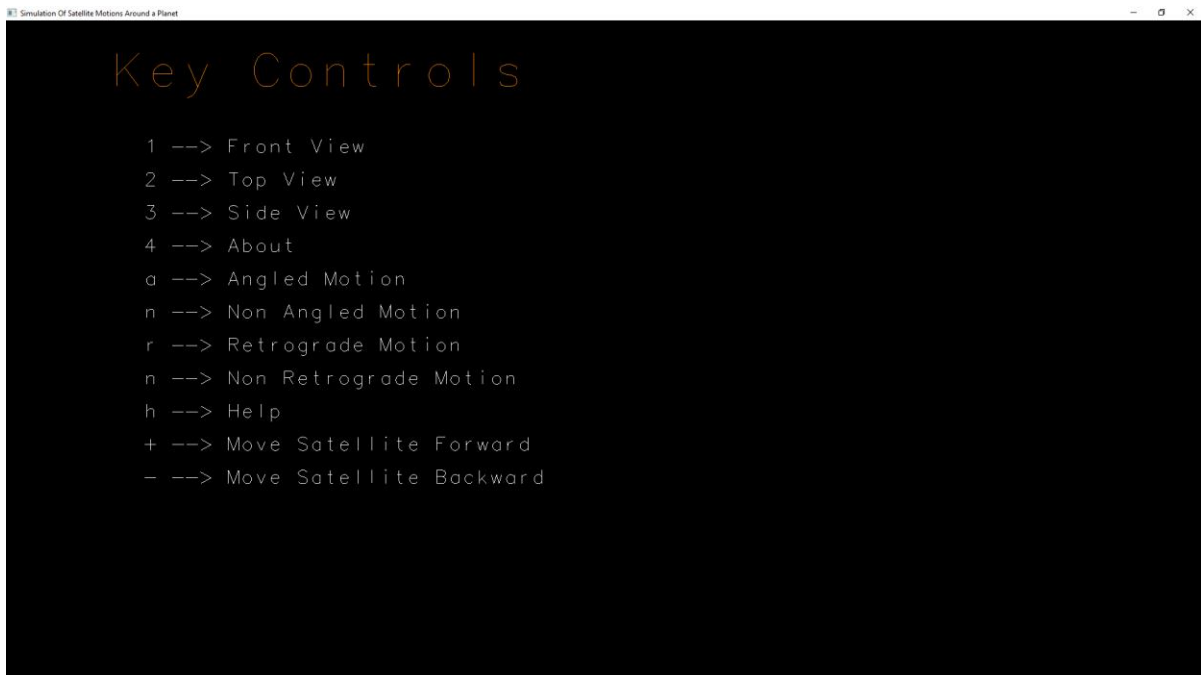 Simulation Of Satellite Motions Around a Planet
Key Controls
1 --> Front View
2 --> Top View
3 --> Side View
4 --> About
a --> Angled Motion
n --> Non Angled Motion
r --> Retrograde Motion
n --> Non Retrograde Motion
h --> Help
+ --> Move Satellite Forward
- --> Move Satellite Backward